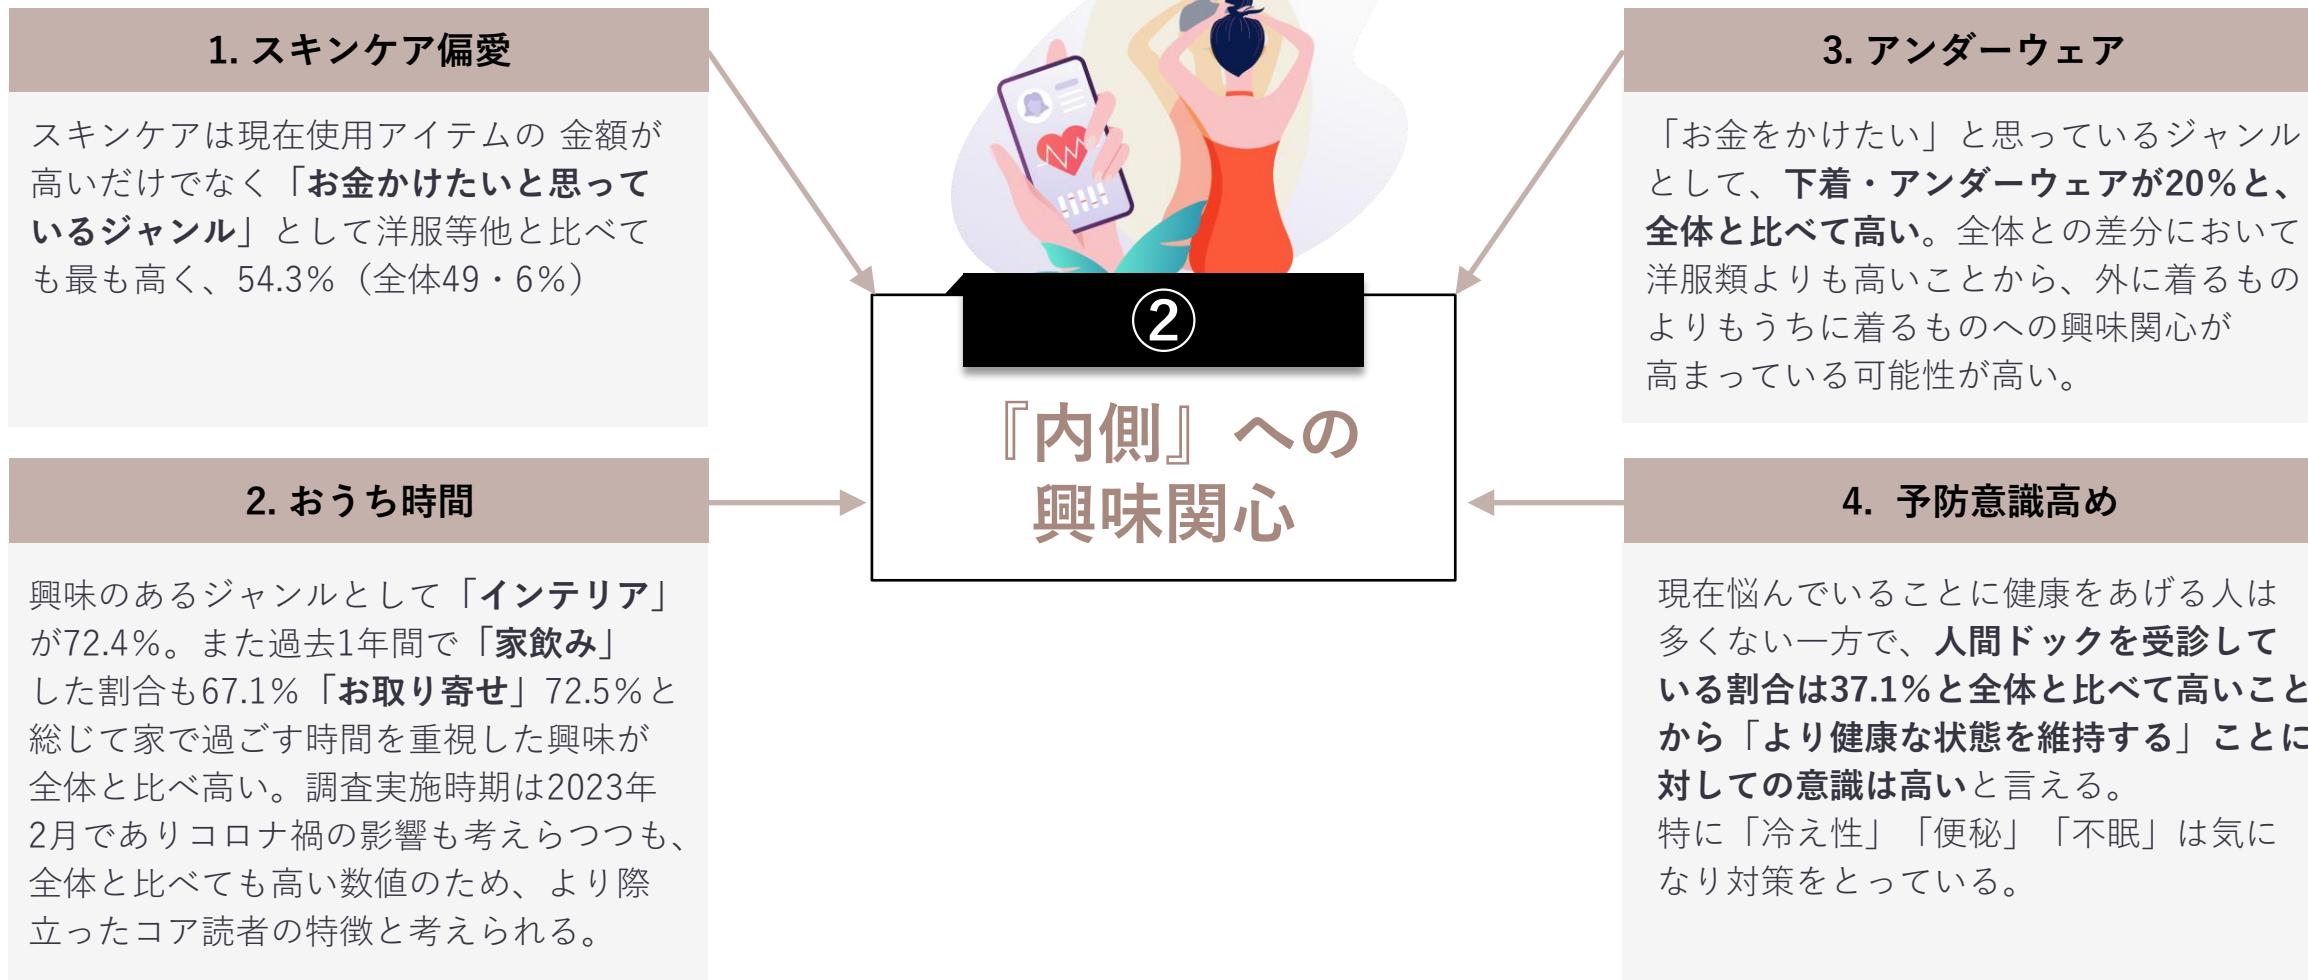 1. スキンケア偏愛
スキンケアは現在使用アイテムの 金額が
高いだけでなく「お金かけたいと思って
いるジャンル」として洋服等他と比べて
も最も高く、54.3%（全体49・6%）
2. おうち時間
興味のあるジャンルとして「インテリア」
が72.4%。また過去1年間で「家飲み」
した割合も67.1%「お取り寄せ」72.5%と
総じて家で過ごす時間を重視した興味が
全体と比べ高い。調査実施時期は2023年
2月でありコロナ禍の影響も考えらつつも、
全体と比べても高い数値のため、より際
立ったコア読者の特徴と考えられる。
②
『内側』への
興味関心
3. アンダーウェア
「お金をかけたい」と思っているジャンル
として、下着・アンダーウェアが20%と、
全体と比べて高い。全体との差分において
洋服類よりも高いことから、外に着るもの
よりもうちに着るものへの興味関心が
高まっている可能性が高い。
4. 予防意識高め
現在悩んでいることに健康をあげる人は
多くない一方で、人間ドックを受診して
いる割合は37.1%と全体と比べて高いこと
から「より健康な状態を維持する」ことに
対しての意識は高いと言える。
特に「冷え性」「便秘」「不眠」は気に
なり対策をとっている。